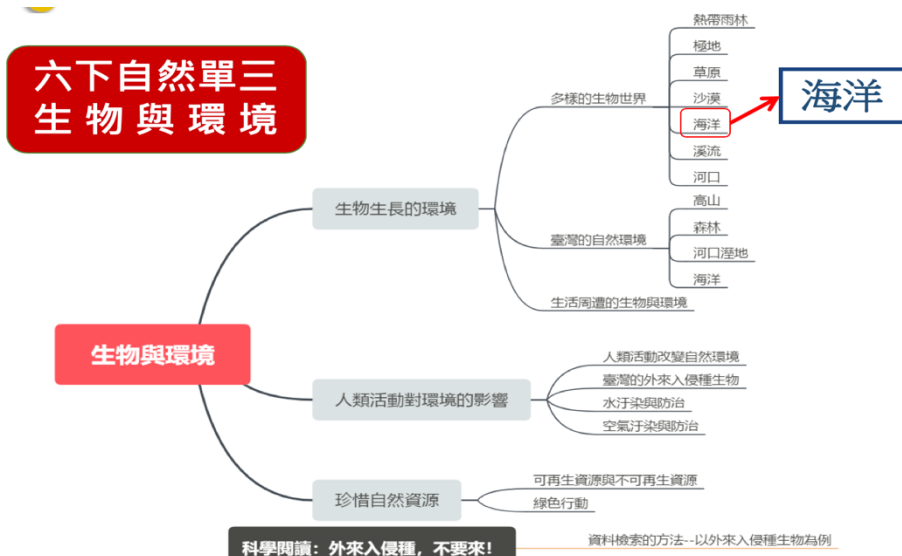 六下自然單三
生物與環境
熱帶雨林
極地
草原
沙漠
海洋
溪流
河口
海洋
多樣的生物世界
生物生長的環境
高山
森林
河口溼地
海洋
臺灣的自然環境
生活周遭的生物與環境
生物與環境
人類活動改變自然環境
臺灣的外來入侵種生物
水汙染與防治
空氣汙染與防治
人類活動對環境的影響
可再生資源與不可再生資源
綠色行動
珍惜自然資源
科學閱讀：外來入侵種，不要來！
資料檢索的方法--以外來入侵種生物為例